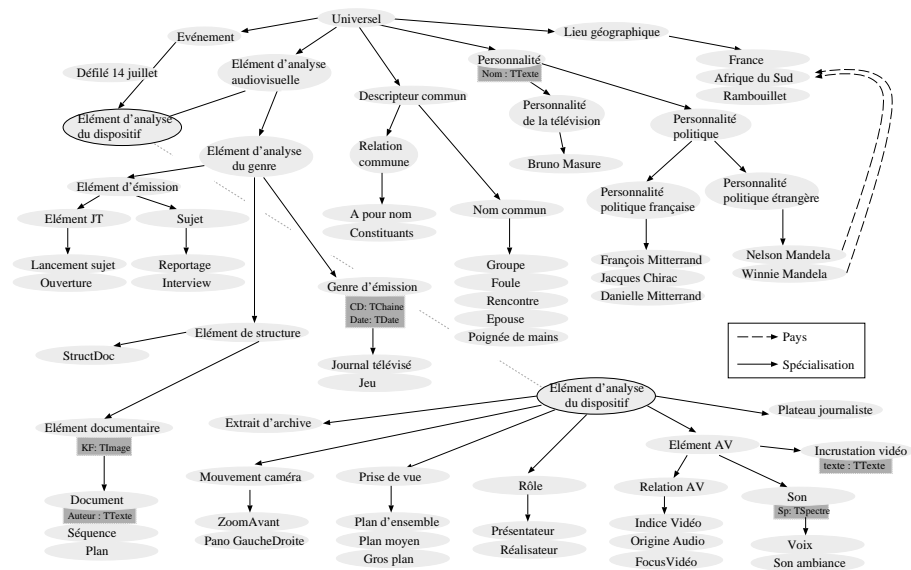 Universel
Evénement
Lieu géographique
Défilé 14 juillet
Elément d'analyse
audiovisuelle
Personnalité
Nom : TTexte
France
Afrique du Sud
Rambouillet
Elément d'analyse
du dispositif
Descripteur commun
Personnalité
de la télévision
Personnalité
politique
Elément d'analyse
du genre
Relation
commune
Bruno Masure
Elément d'émission
Elément JT
Sujet
A pour nom
Constituants
Nom commun
Personnalité
politique française
Personnalité
politique étrangère
Lancement sujet
Ouverture
Reportage
Interview
Groupe
Foule
Rencontre
Epouse
Poignée de mains
François Mitterrand
Jacques Chirac
Danielle Mitterrand
Nelson Mandela
Winnie Mandela
Genre d'émission
CD: TChaine
Date: TDate
Elément de structure
StructDoc
Journal télévisé
Jeu
Pays
Spécialisation
Elément d'analyse
du dispositif
Elément documentaire
KF: TImage
Extrait d'archive
Plateau journaliste
Elément AV
Incrustation vidéo
texte : TTexte
Mouvement caméra
Prise de vue
Rôle
Relation AV
Son
Sp: TSpectre
Document
Auteur : TTexte
Séquence
Plan
ZoomAvant
Pano GaucheDroite
Plan d'ensemble
Plan moyen
Gros plan
Présentateur
Réalisateur
Indice Vidéo
Origine Audio
FocusVidéo
Voix
Son ambiance